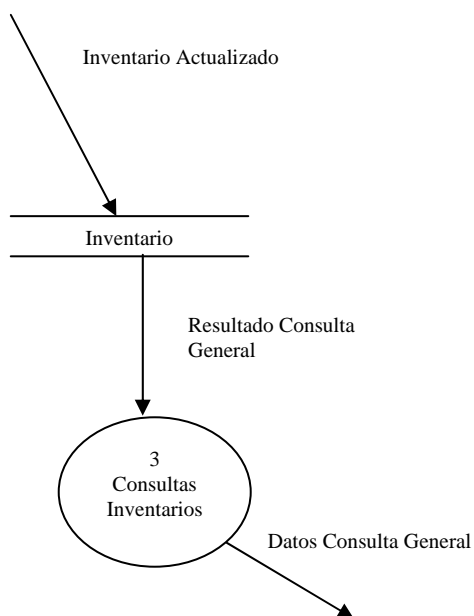 Inventario Actualizado
Inventario
Resultado Consulta
General
3
Consultas
Inventarios
Datos Consulta General